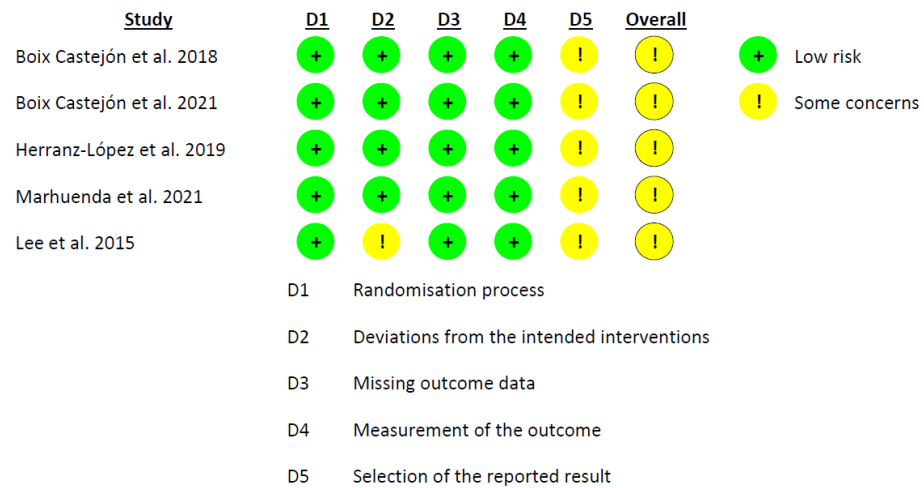 Study D1 D2 D3 D4 D5 Overall
Boix Castejón et al. 2018 + + + + ! ! + Low risk
Boix Castejón et al. 2021 + + + + ! ! ! Some concerns
Herranz-López et al. 2019 + + + + ! !
Marhuenda et al. 2021 + + + + ! !
Lee et al. 2015 + ! + + ! !
D1 Randomisation process
D2 Deviations from the intended interventions
D3 Missing outcome data
D4 Measurement of the outcome
D5 Selection of the reported result